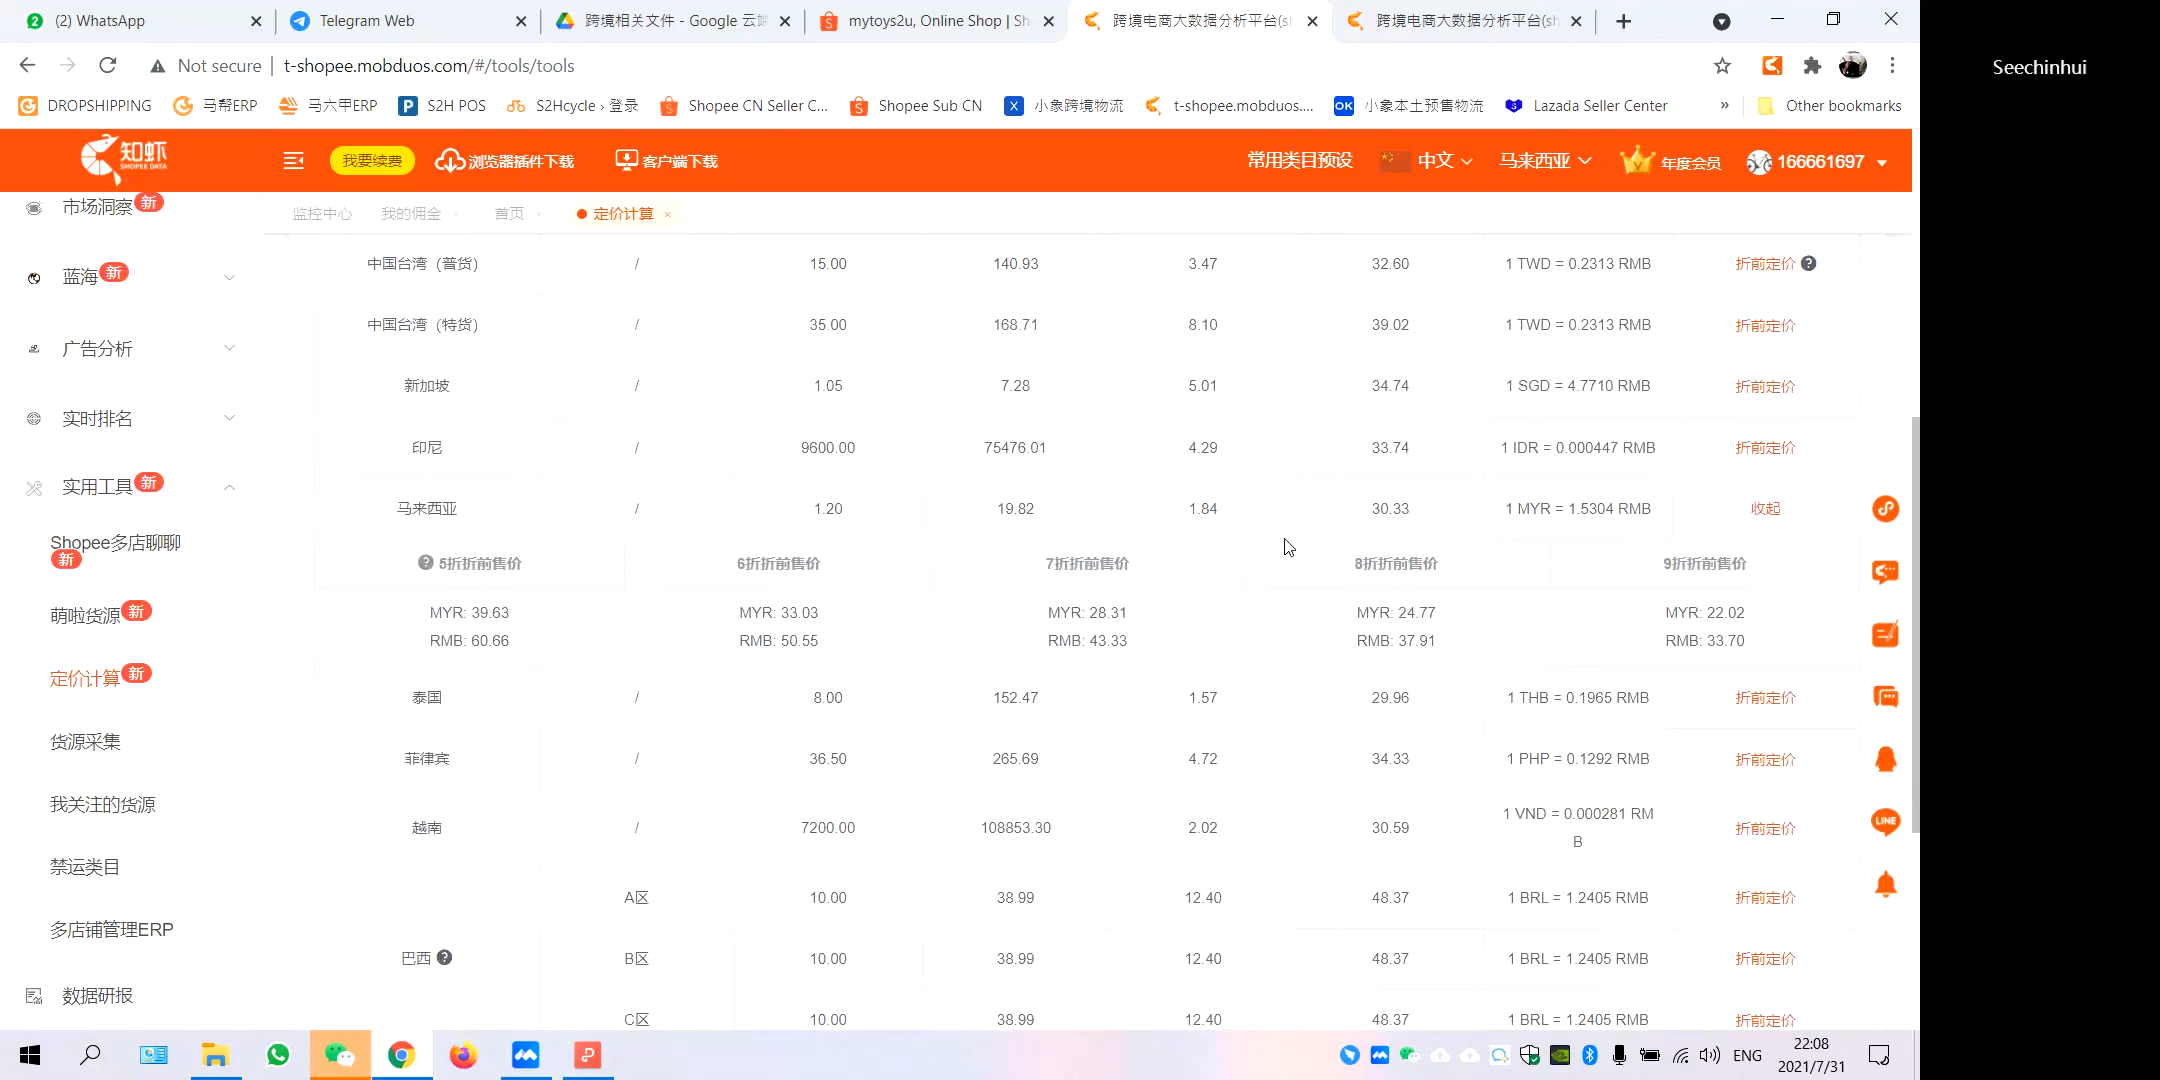 (2) WhatsApp
Telegram Web
跨境相关文件 - Google 云端
mytoys2u, Online Shop | Sh
跨境电商大数据分析平台(sh
跨境电商大数据分析平台(sh
Not secure
t-shopee.mobduos.com/#/tools/tools
DROPSHIPPING
马帮ERP
马六甲ERP
S2H POS
S2Hcycle › 登录
Shopee CN Seller C...
Shopee Sub CN
小象跨境物流
t-shopee.mobduos....
小象本土预售物流
Lazada Seller Center
»
Other bookmarks
Seechinhui
知虾
SHOPEE DATA
我要续费
浏览器插件下载
客户端下载
常用类目预设
中文
马来西亚
年度会员
166661697
市场洞察 新
蓝海 新
广告分析
实时排名
实用工具 新
Shopee多店聊聊
新
萌啦货源 新
定价计算 新
货源采集
我关注的货源
禁运类目
多店铺管理ERP
数据研报
监控中心 我的佣金 × 首页 × 定价计算 ×
中国台湾（普货） / 15.00 140.93 3.47 32.60 1 TWD = 0.2313 RMB 折前定价
中国台湾（特货） / 35.00 168.71 8.10 39.02 1 TWD = 0.2313 RMB 折前定价
新加坡 / 1.05 7.28 5.01 34.74 1 SGD = 4.7710 RMB 折前定价
印尼 / 9600.00 75476.01 4.29 33.74 1 IDR = 0.000447 RMB 折前定价
马来西亚 / 1.20 19.82 1.84 30.33 1 MYR = 1.5304 RMB 收起
5折折前售价 6折折前售价 7折折前售价 8折折前售价 9折折前售价
MYR: 39.63 MYR: 33.03 MYR: 28.31 MYR: 24.77 MYR: 22.02
RMB: 60.66 RMB: 50.55 RMB: 43.33 RMB: 37.91 RMB: 33.70
泰国 / 8.00 152.47 1.57 29.96 1 THB = 0.1965 RMB 折前定价
菲律宾 / 36.50 265.69 4.72 34.33 1 PHP = 0.1292 RMB 折前定价
越南 / 7200.00 108853.30 2.02 30.59 1 VND = 0.000281 RM
B 折前定价
A区 10.00 38.99 12.40 48.37 1 BRL = 1.2405 RMB 折前定价
巴西 B区 10.00 38.99 12.40 48.37 1 BRL = 1.2405 RMB 折前定价
C区 10.00 38.99 12.40 48.37 1 BRL = 1.2405 RMB 折前定价
LINE
ENG
22:08
2021/7/31